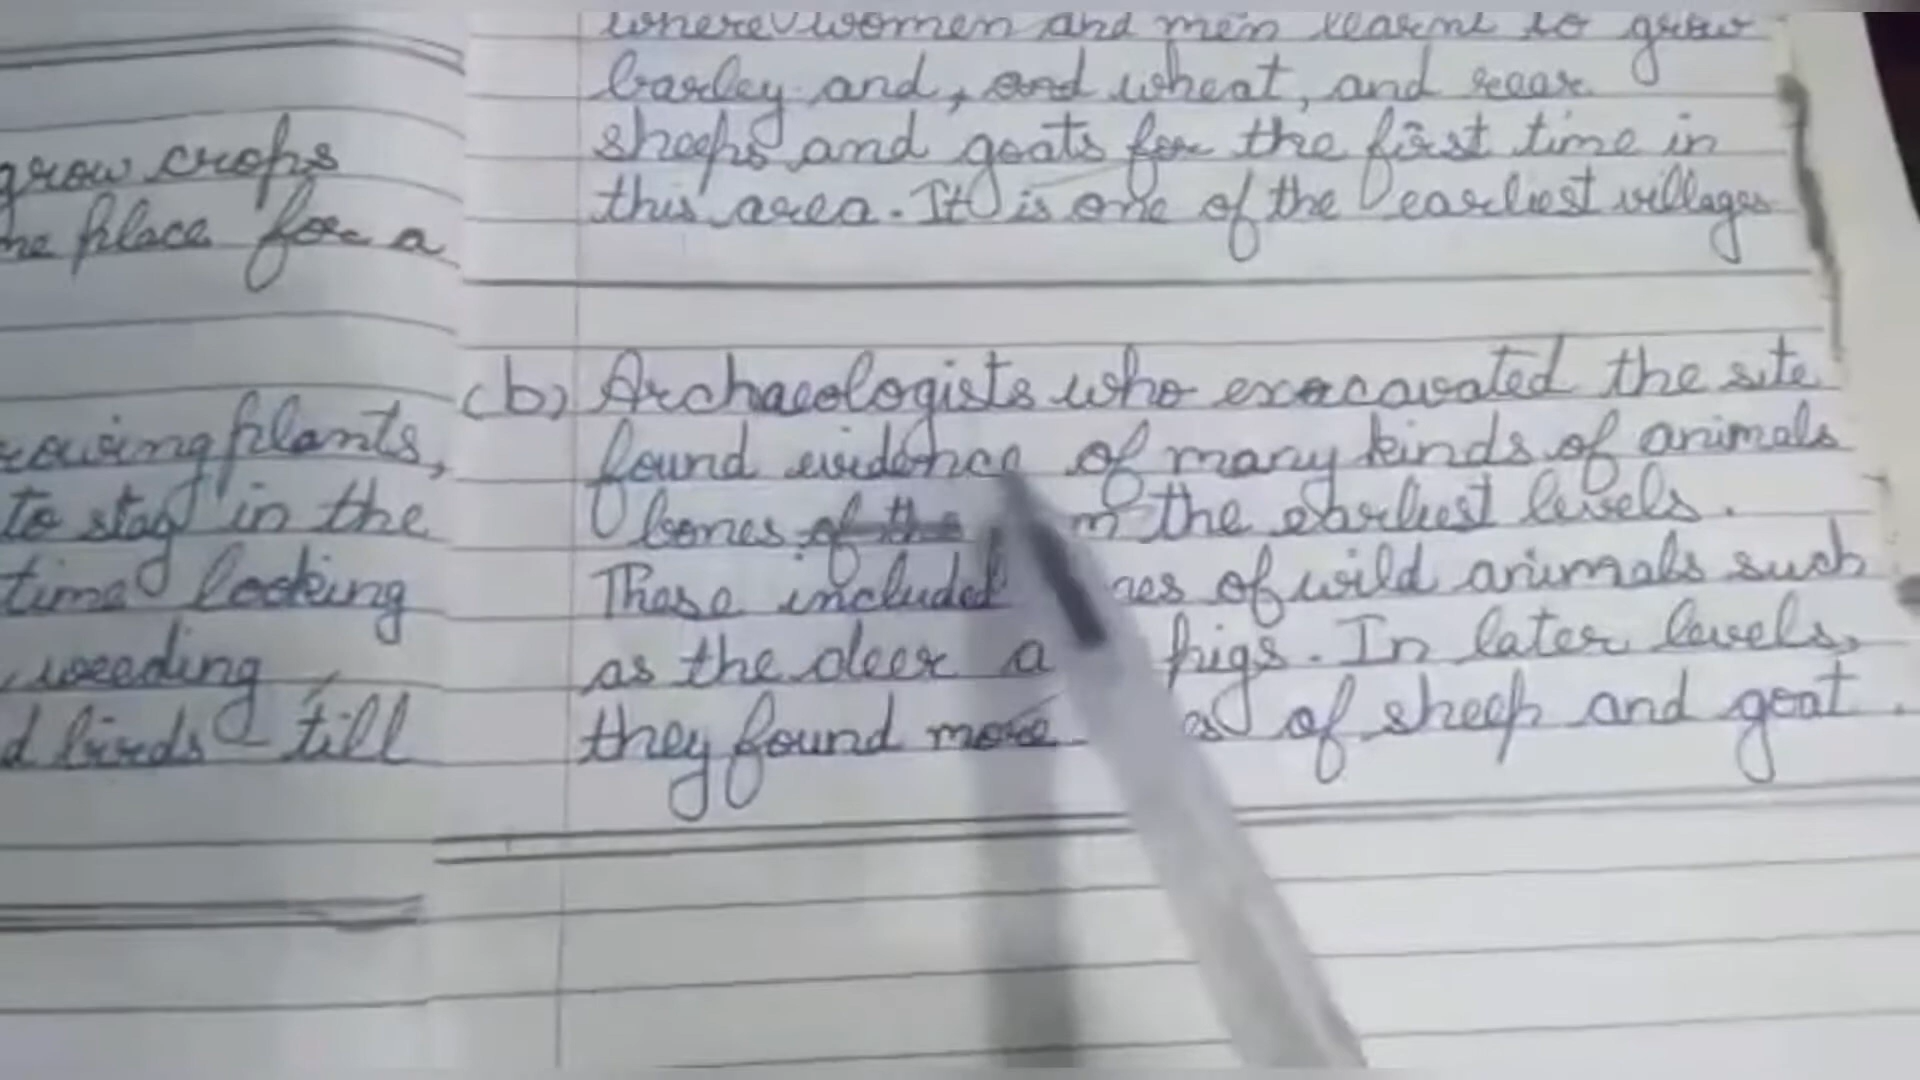 grow crops
place for a
plants,
to stay in the
time looking
weeding,
birds till
where women and men learnt to grow
barley and, and wheat, and rear
sheeps and goats for the first time in
this area. It is one of the earliest villages
(b) Archaeologists who excavated the site
found evidence of many kinds of animals
bones of the the earliest levels.
These included of wild animals such
as the deer pigs. In later levels,
they found more of sheep and goat.